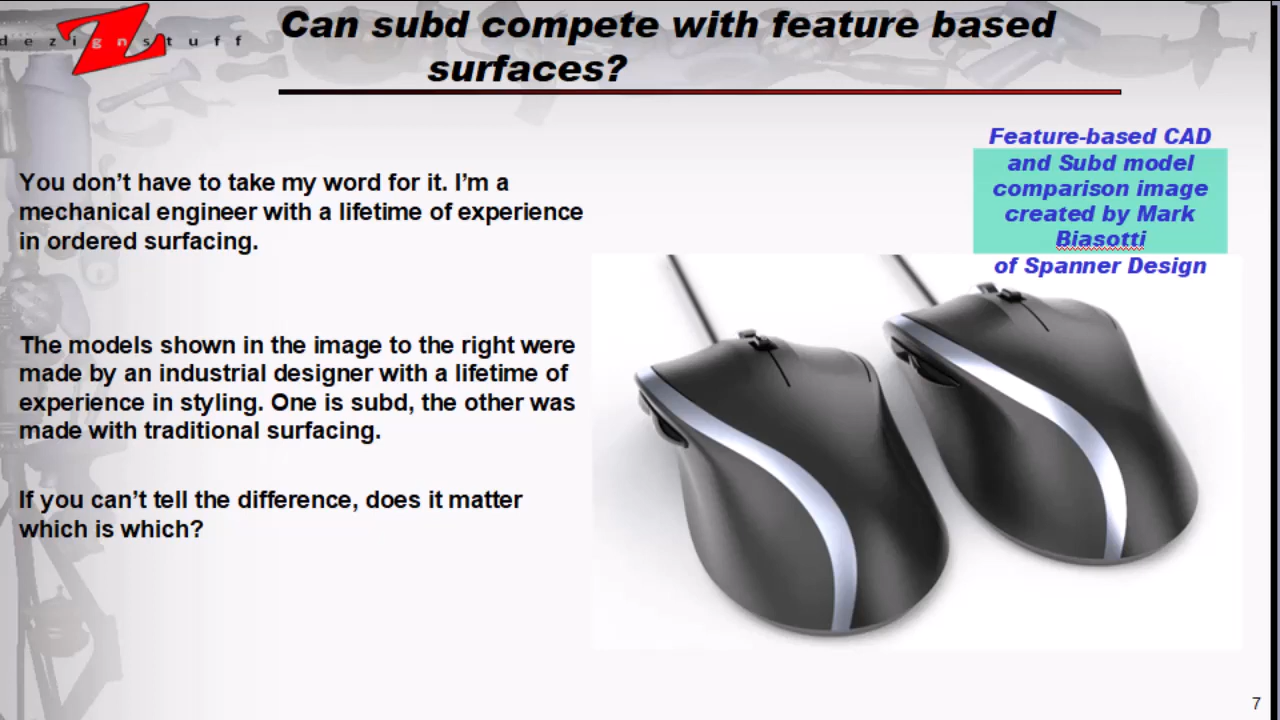 dezignstuff
Can subd compete with feature based
surfaces?
Feature-based CAD
and Subd model
comparison image
created by Mark
Biasotti
of Spanner Design
You don’t have to take my word for it. I’m a
mechanical engineer with a lifetime of experience
in ordered surfacing.
The models shown in the image to the right were
made by an industrial designer with a lifetime of
experience in styling. One is subd, the other was
made with traditional surfacing.
If you can’t tell the difference, does it matter
which is which?
7